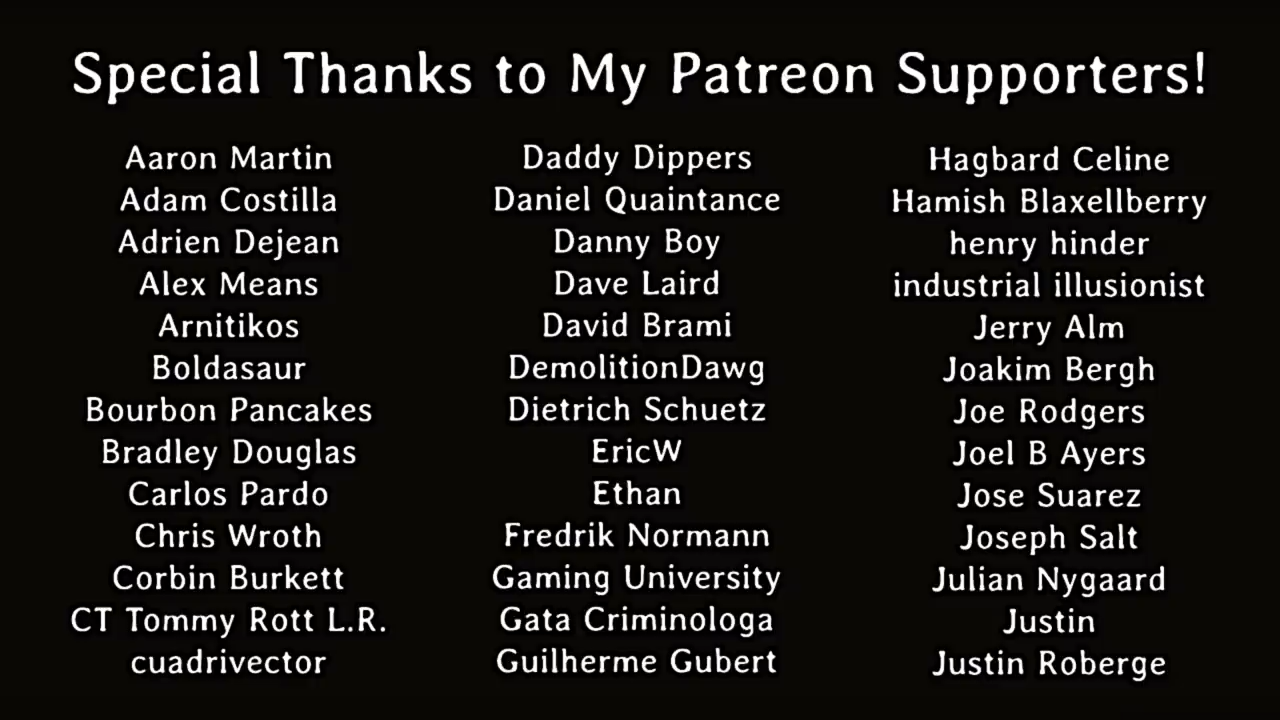 Special Thanks to My Patreon Supporters!
Aaron Martin
Adam Costilla
Adrien Dejean
Alex Means
Arnitikos
Boldasaur
Bourbon Pancakes
Bradley Douglas
Carlos Pardo
Chris Wroth
Corbin Burkett
CT Tommy Rott L.R.
cuadrivector
Daddy Dippers
Daniel Quaintance
Danny Boy
Dave Laird
David Brami
DemolitionDawg
Dietrich Schuetz
EricW
Ethan
Fredrik Normann
Gaming University
Gata Criminologa
Guilherme Gubert
Hagbard Celine
Hamish Blaxellberry
henry hinder
industrial illusionist
Jerry Alm
Joakim Bergh
Joe Rodgers
Joel B Ayers
Jose Suarez
Joseph Salt
Julian Nygaard
Justin
Justin Roberge